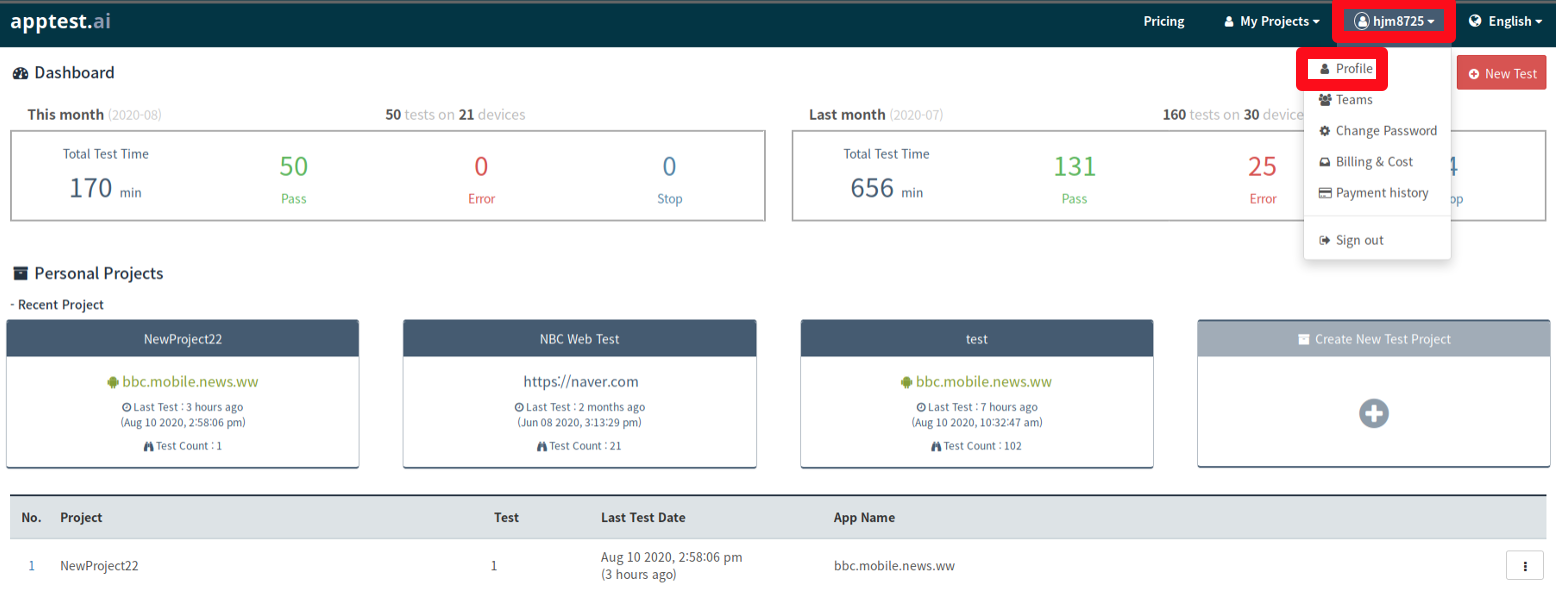 apptest.ai
Pricing
My Projects
hjm8725
English
Dashboard
Profile
New Test
Teams
Change Password
Billing & Cost
Payment history
Sign out
This month (2020-08)
50 tests on 21 devices
Total Test Time
170 min
50
Pass
0
Error
0
Stop
Last month (2020-07)
160 tests on 30 device
Total Test Time
656 min
131
Pass
25
Error
4
op
Personal Projects
- Recent Project
NewProject22
bbc.mobile.news.ww
Last Test : 3 hours ago
(Aug 10 2020, 2:58:06 pm)
Test Count : 1
NBC Web Test
https://naver.com
Last Test : 2 months ago
(Jun 08 2020, 3:13:29 pm)
Test Count : 21
test
bbc.mobile.news.ww
Last Test : 7 hours ago
(Aug 10 2020, 10:32:47 am)
Test Count : 102
Create New Test Project
No. Project Test Last Test Date App Name
1 NewProject22 1 Aug 10 2020, 2:58:06 pm bbc.mobile.news.ww
(3 hours ago)